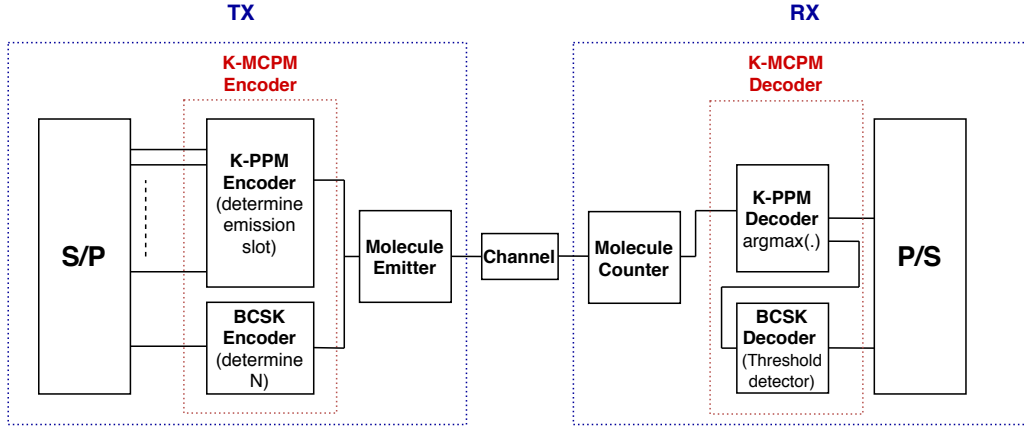 TX
RX
K-MCPM
Encoder
K-MCPM
Decoder
S/P
K-PPM
Encoder
(determine
emission
slot)
BCSK
Encoder
(determine
N)
Molecule
Emitter
Channel
Molecule
Counter
K-PPM
Decoder
argmax(.)
BCSK
Decoder
(Threshold
detector)
P/S